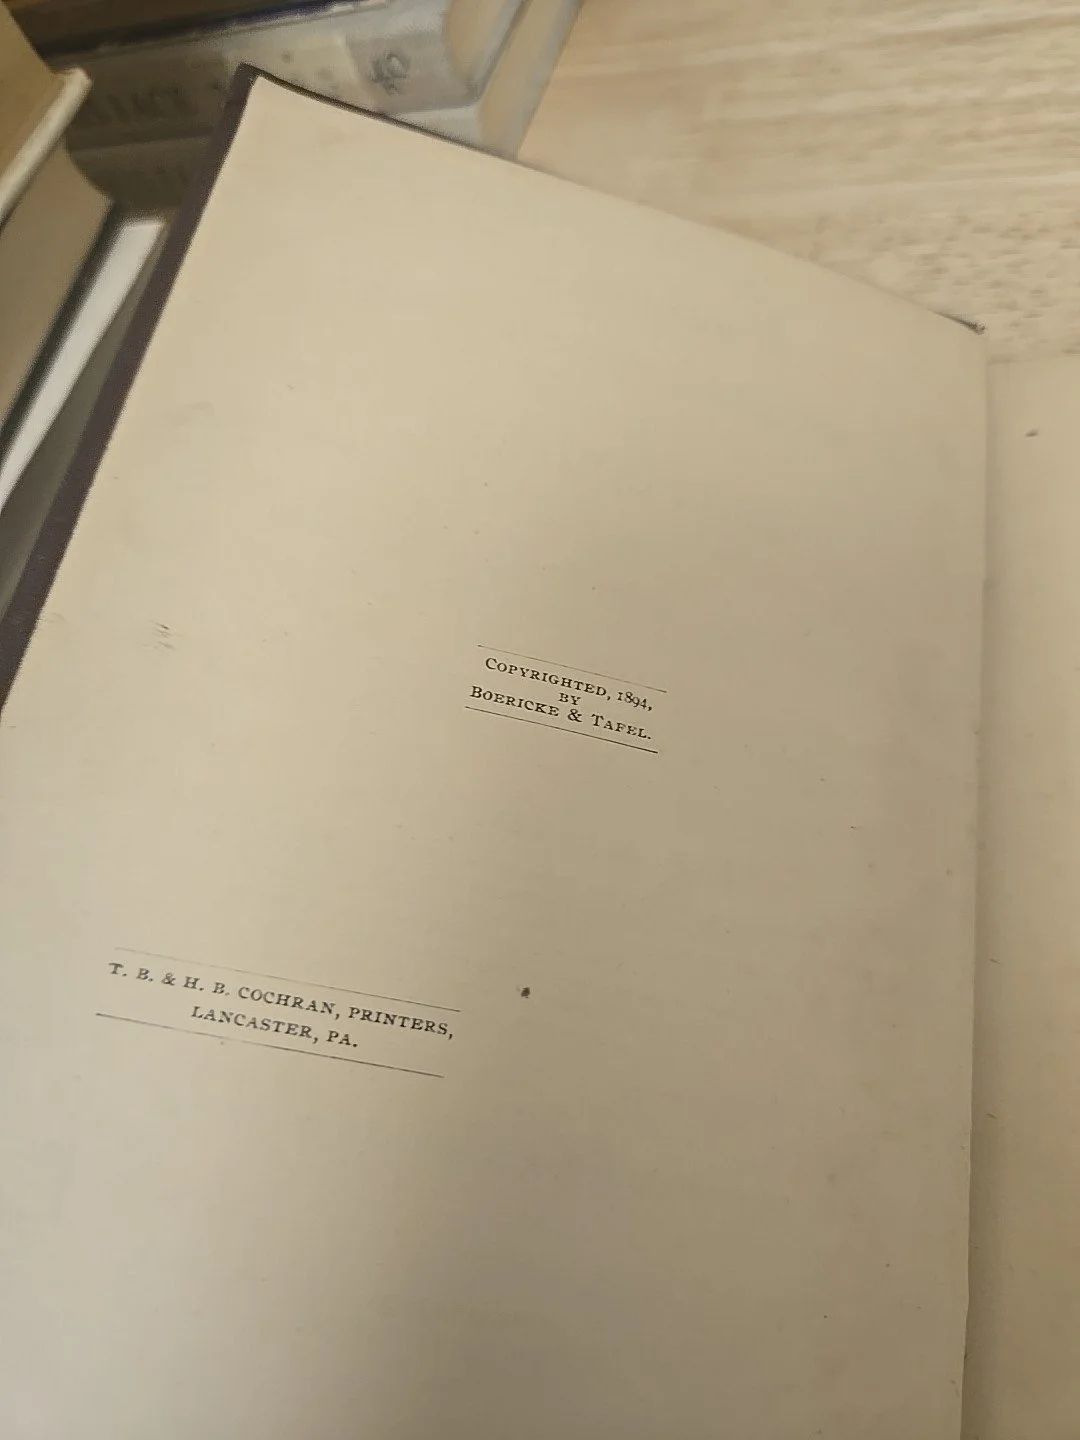 COPYRIGHTED, 1894,
BY
BOERICKE & TAFEL.
T. B. & H. B. COCHRAN, PRINTERS,
LANCASTER, PA.